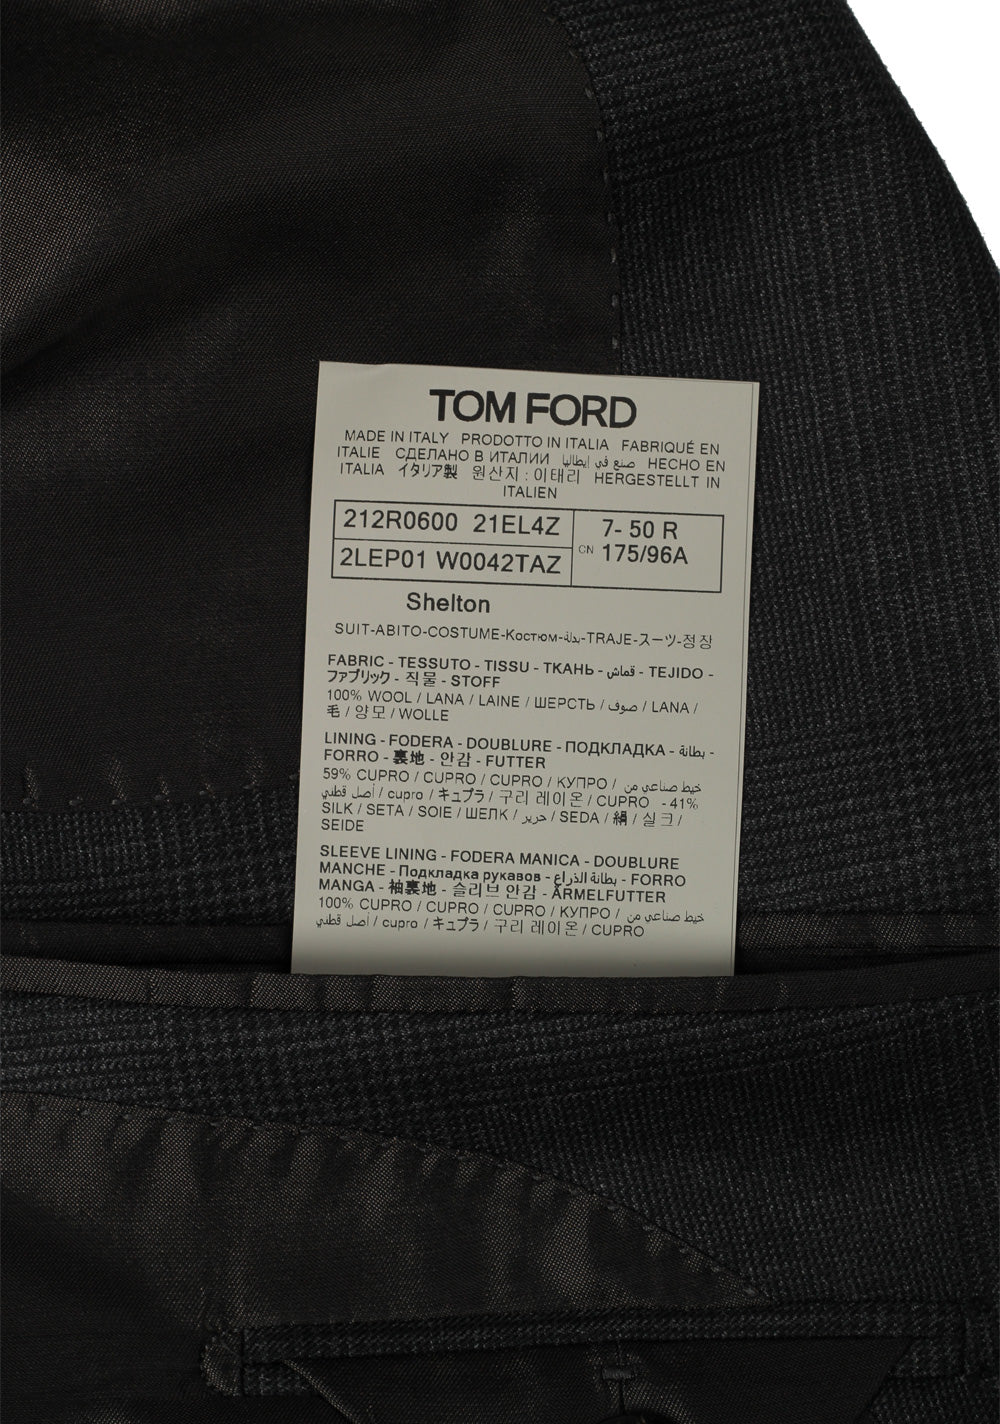 TOM FORD
MADE IN ITALY PRODOTTO IN ITALIA FABRIQUÉ EN
ITALIE СДЕЛАНО В ИТАЛИИ صنع في إيطاليا HECHO EN
ITALIA イタリア製 원산지 : 이태리 HERGESTELLT IN
ITALIEN
212R0600 21EL4Z 7- 50 R
2LEP01 W0042TAZ CN 175/96A
Shelton
SUIT-ABITO-COSTUME-Костюм-بدلة-TRAJE-スーツ-정장
FABRIC - TESSUTO - TISSU - ТКАНЬ - قماش - TEJIDO -
ファブリック - 직물 - STOFF
100% WOOL / LANA / LAINE / ШЕРСТЬ / صوف / LANA /
毛 / 양모 / WOLLE
LINING - FODERA - DOUBLURE - ПОДКЛАДКА - بطانة -
FORRO - 裏地 - 안감 - FUTTER
59% CUPRO / CUPRO / CUPRO / КУПРО / خيط صناعي من
أصل قطني / cupro / キュプラ / 구리 레이온 / CUPRO - 41%
SILK / SETA / SOIE / ШЕЛК / حرير / SEDA / 絹 / 실크 /
SEIDE
SLEEVE LINING - FODERA MANICA - DOUBLURE
MANCHE - Подкладка рукавов - بطانة الذراع - FORRO
MANGA - 袖裏地 - 슬리브 안감 - ÄRMELFUTTER
100% CUPRO / CUPRO / CUPRO / КУПРО / خيط صناعي من
أصل قطني / cupro / キュプラ / 구리 레이온 / CUPRO